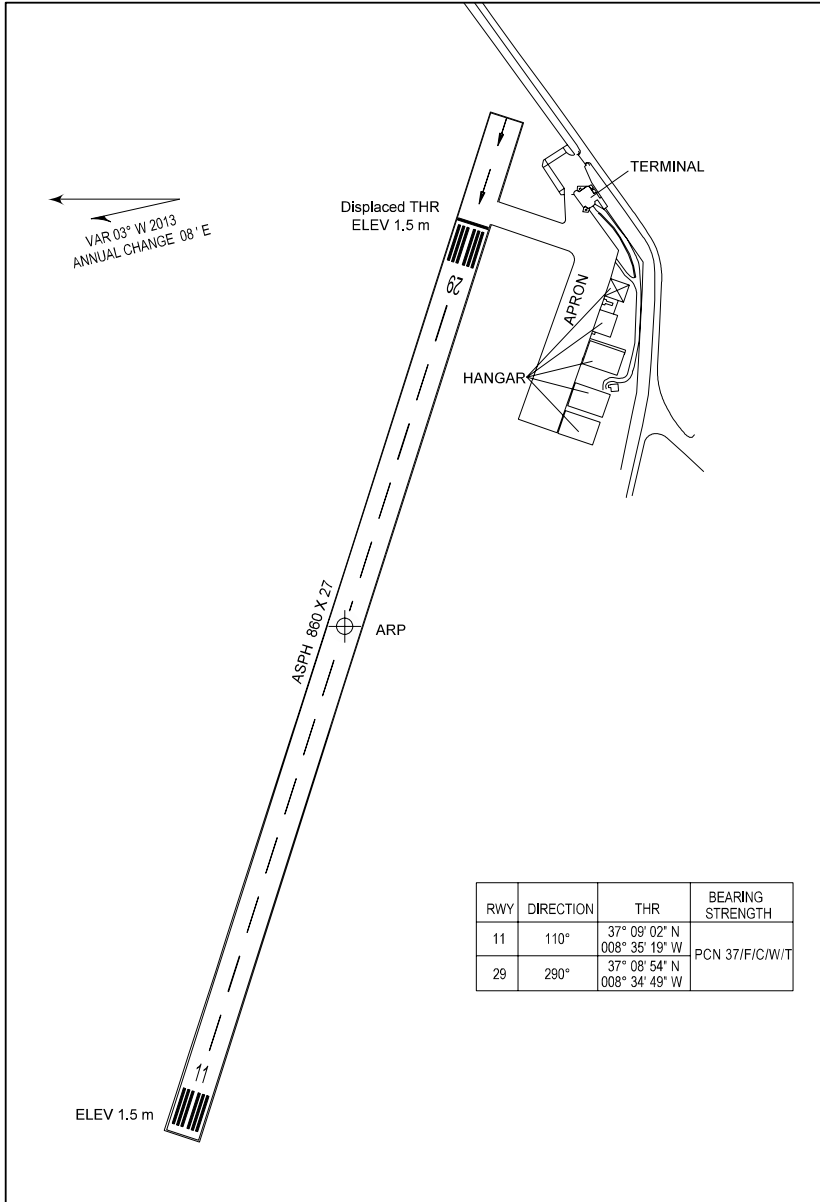 TERMINAL
Displaced THR
ELEV 1.5 m
VAR 03° W 2013
ANNUAL CHANGE 08 ' E
29
APRON
HANGAR
ASPH 860 X 27
ARP
RWY DIRECTION THR BEARING STRENGTH
11 110° 37° 09' 02" N 008° 35' 19" W PCN 37/F/C/W/T
29 290° 37° 08' 54" N 008° 34' 49" W
11
ELEV 1.5 m